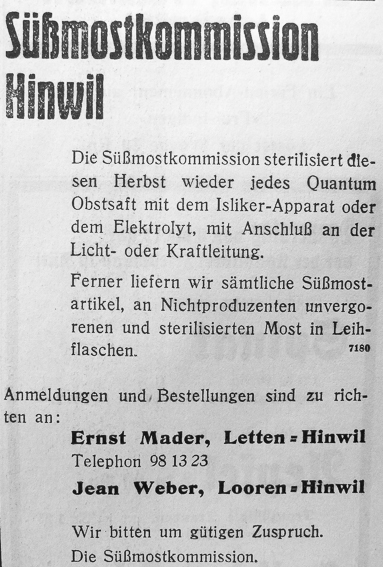 Süßmostkommission
Hinwil
Die Süßmostkommission sterilisiert die-
sen Herbst wieder jedes Quantum
Obstsaft mit dem Isliker-Apparat oder
dem Elektrolyt, mit Anschluß an der
Licht- oder Kraftleitung.
Ferner liefern wir sämtliche Süßmost-
artikel, an Nichtproduzenten unvergo-
renen und sterilisierten Most in Leih-
flaschen. 7180
Anmeldungen und Bestellungen sind zu rich-
ten an:
Ernst Mader, Letten=Hinwil
Telephon 98 13 23
Jean Weber, Looren=Hinwil
Wir bitten um gütigen Zuspruch.
Die Süßmostkommission.